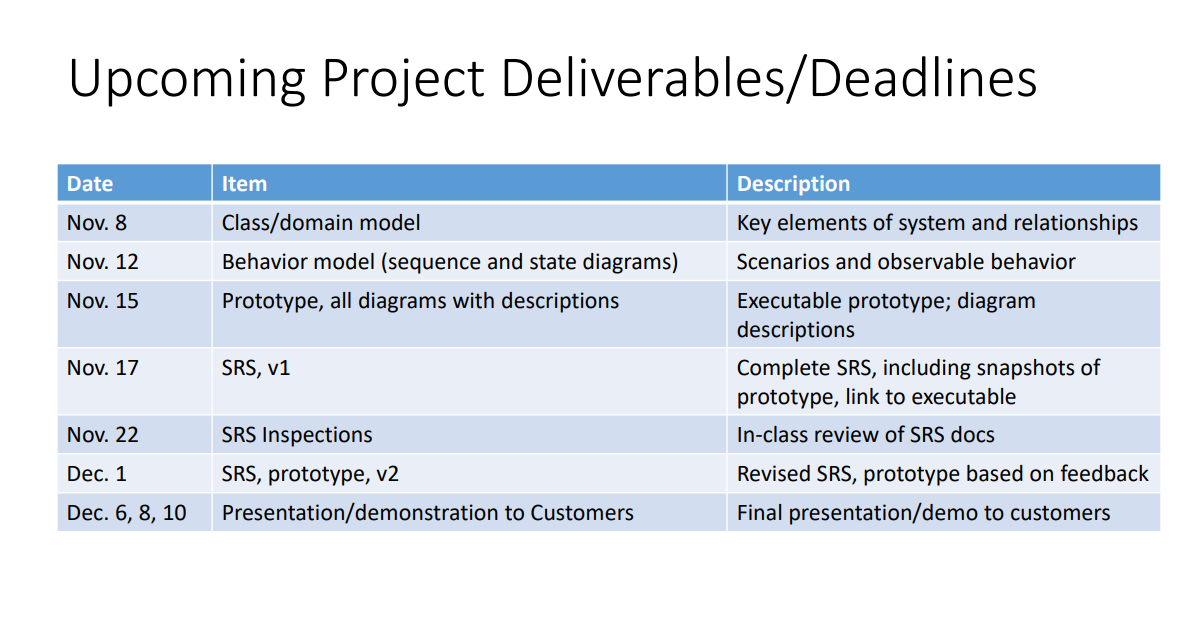 Upcoming Project Deliverables/Deadlines
Date Item Description
Nov. 8 Class/domain model Key elements of system and relationships
Nov. 12 Behavior model (sequence and state diagrams) Scenarios and observable behavior
Nov. 15 Prototype, all diagrams with descriptions Executable prototype; diagram
descriptions
Nov. 17 SRS, v1 Complete SRS, including snapshots of
prototype, link to executable
Nov. 22 SRS Inspections In-class review of SRS docs
Dec. 1 SRS, prototype, v2 Revised SRS, prototype based on feedback
Dec. 6, 8, 10 Presentation/demonstration to Customers Final presentation/demo to customers